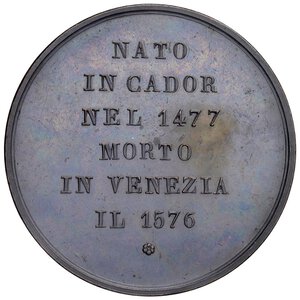 NATO
IN CADOR
NEL 1477
MORTO
IN VENEZIA
IL 1576